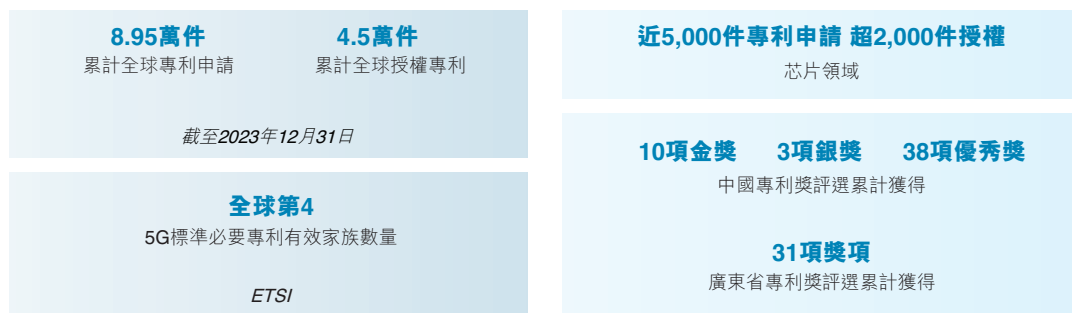 8.95萬件 4.5萬件
累計全球專利申請 累計全球授權專利
截至2023年12月31日
全球第4
5G標準必要專利有效家族數量
ETSI
近5,000件專利申請 超2,000件授權
芯片領域
10項金獎 3項銀獎 38項優秀獎
中國專利獎評選累計獲得
31項獎項
廣東省專利獎評選累計獲得